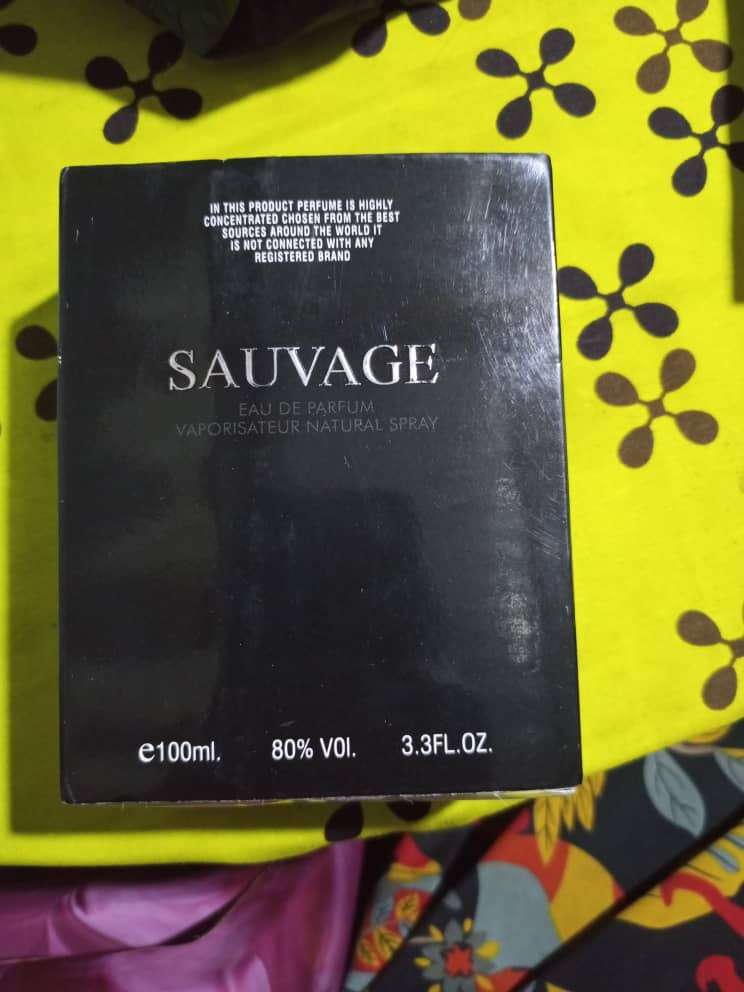 IN THIS PRODUCT PERFUME IS HIGHLY
CONCENTRATED CHOSEN FROM THE BEST
SOURCES AROUND THE WORLD IT
IS NOT CONNECTED WITH ANY
REGISTERED BRAND
SAUVAGE
EAU DE PARFUM
VAPORISATEUR NATURAL SPRAY
e100ml. 80% VOl. 3.3FL.OZ.